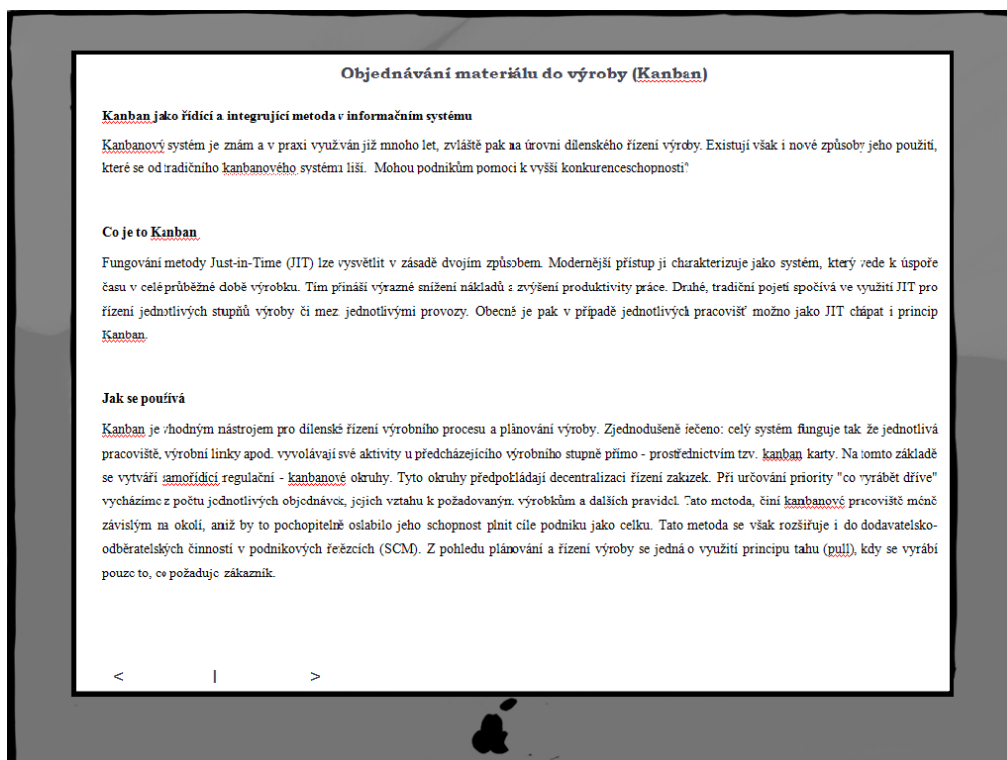 Objednávání materiálu do výroby (Kanban)
Kanban jako řídící a integrující metoda v informačním systému
Kanbanový systém je znám a v praxi využíván již mnoho let, zvláště pak na úrovni dílenského řízení výroby. Existují však i nové způsoby jeho použití,
které se od tradičního kanbanového systému liší. Mohou podnikům pomoci k vyšší konkurenceschopnosti?
Co je to Kanban
Fungování metody Just-in-Time (JIT) lze vysvětlit v zásadě dvojím způsobem. Modernější přístup ji charakterizuje jako systém, který vede k úspoře
času v celé průběžné době výrobku. Tím přináší výrazné snížení nákladů a zvýšení produktivity práce. Druhé, tradiční pojetí spočívá ve využití JIT pro
řízení jednotlivých stupňů výroby či mezi jednotlivými provozy. Obecně je pak v případě jednotlivých pracovišť možno jako JIT chápat i princip
Kanban.
Jak se používá
Kanban je vhodným nástrojem pro dílenské řízení výrobního procesu a plánování výroby. Zjednodušeně řečeno: celý systém funguje tak, že jednotlivá
pracoviště, výrobní linky apod. vyvolávají své aktivity u předcházejícího výrobního stupně přímo - prostřednictvím tzv. kanban karty. Na tomto základě
se vytváří samořídící regulační - kanbanové okruhy. Tyto okruhy předpokládají decentralizaci řízení zakázek. Při určování priority "co vyrábět dříve"
vycházíme z počtu jednotlivých objednávek, jejich vztahu k požadovaným výrobkům a dalších pravidel. Tato metoda, činí kanbanové pracoviště méně
závislým na okolí, aniž by to pochopitelně oslabilo jeho schopnost plnit cíle podniku jako celku. Tato metoda se však rozšiřuje i do dodavatelsko-
odběratelských činností v podnikových řetězcích (SCM). Z pohledu plánování a řízení výroby se jedná o využití principu tahu (pull), kdy se vyrábí
pouze to, co požaduje zákazník.
< | >